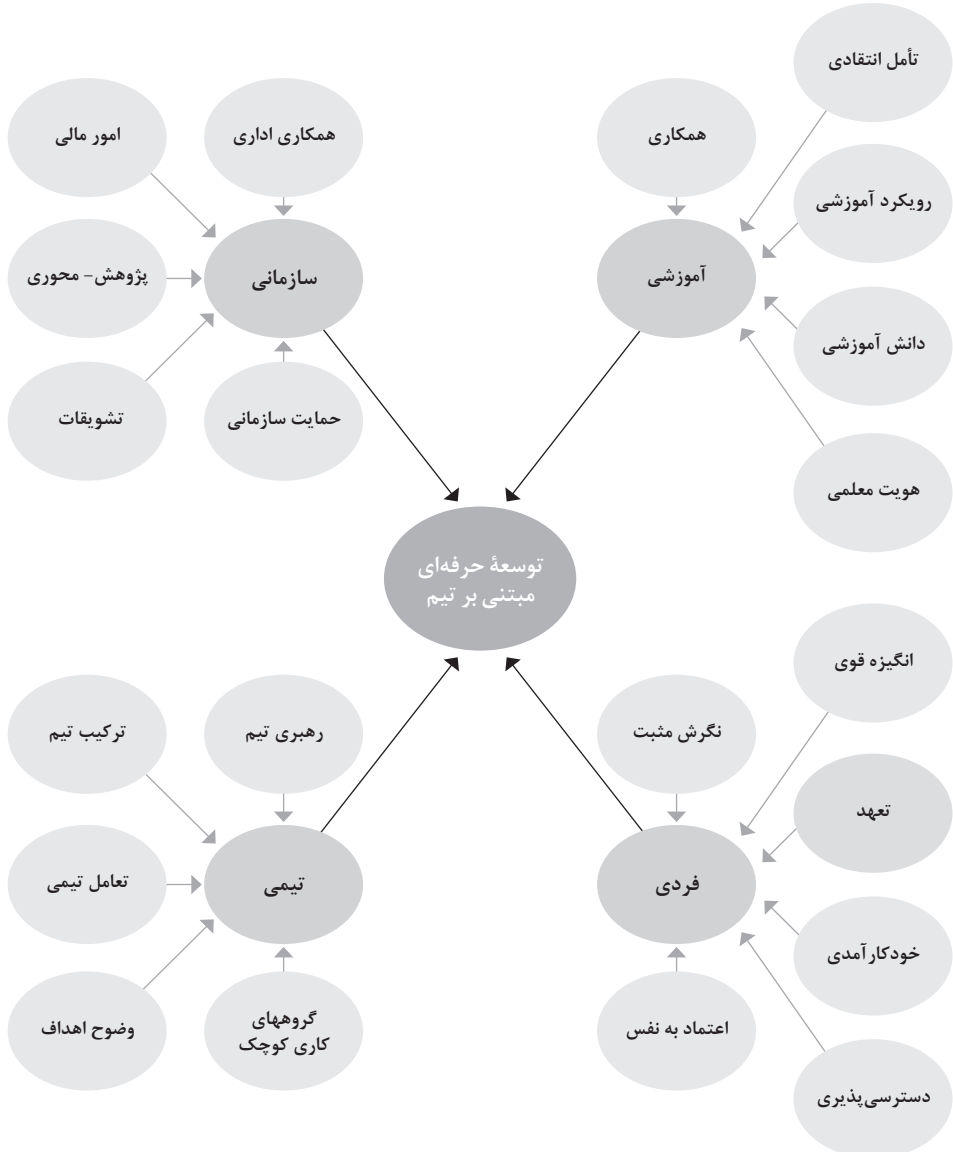 تأمل انتقادی
همکاری
همکاری اداری
امور مالی
رویکرد آموزشی
آموزشی
سازمانی
پژوهش- محوری
دانش آموزشی
حمایت سازمانی
تشویقات
هویت معلمی
توسعهٔ حرفه‌ای
مبتنی بر تیم
انگیزه قوی
نگرش مثبت
رهبری تیم
ترکیب تیم
تعهد
فردی
تیمی
تعامل تیمی
خودکارآمدی
اعتماد به نفس
گروههای
کاری کوچک
وضوح اهداف
دسترسی‌پذیری